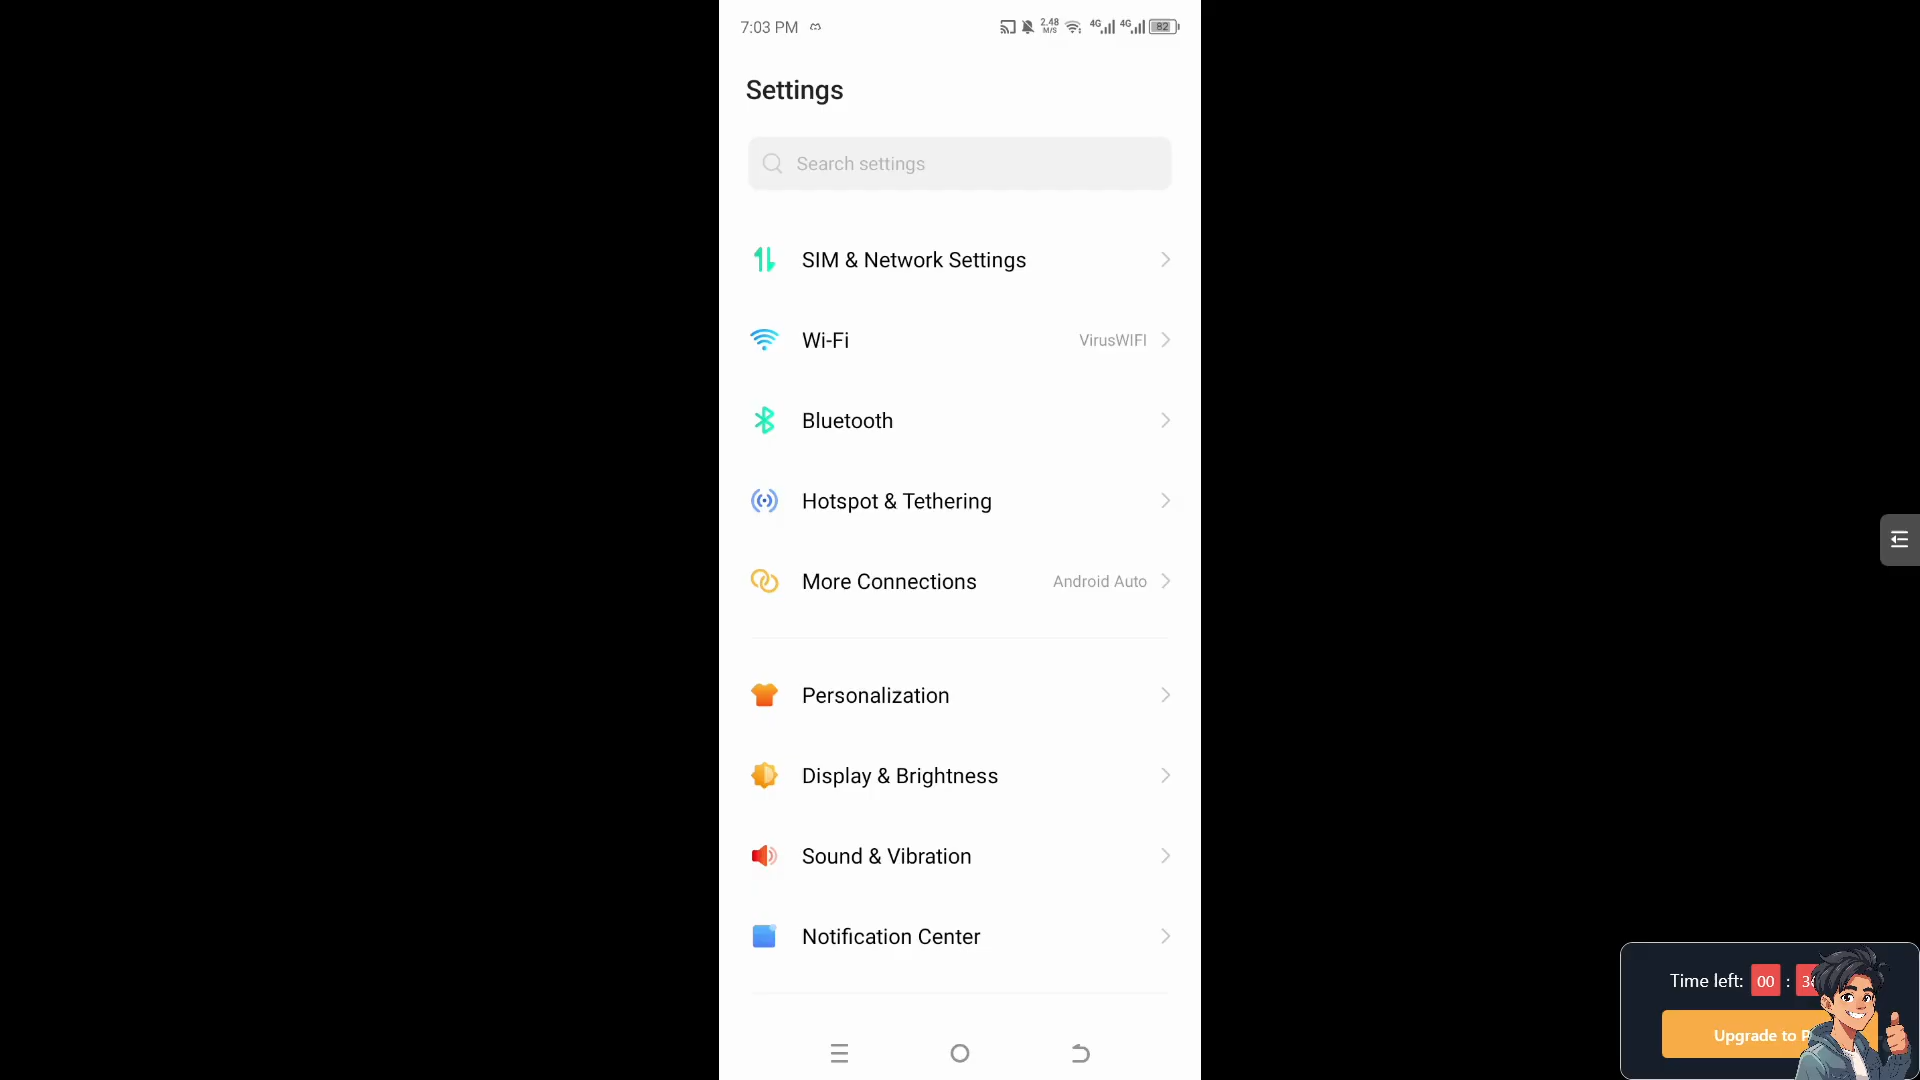 7:03 PM
2.48 M/S 4G 4G 82
Settings
Search settings
SIM & Network Settings
Wi-Fi VirusWIFI
Bluetooth
Hotspot & Tethering
More Connections Android Auto
Personalization
Display & Brightness
Sound & Vibration
Notification Center
Time left: 00 :
Upgrade to